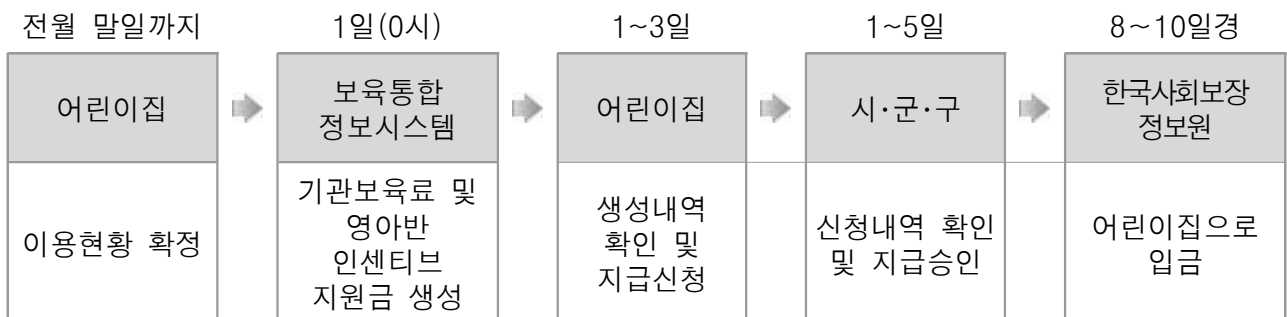 전월 말일까지
1일(0시)
1~3일
1~5일
8~10일경
어린이집
보육통합
정보시스템
어린이집
시·군·구
한국사회보장
정보원
이용현황 확정
기관보육료 및
영아반
인센티브
지원금 생성
생성내역
확인 및
지급신청
신청내역 확인
및 지급승인
어린이집으로
입금